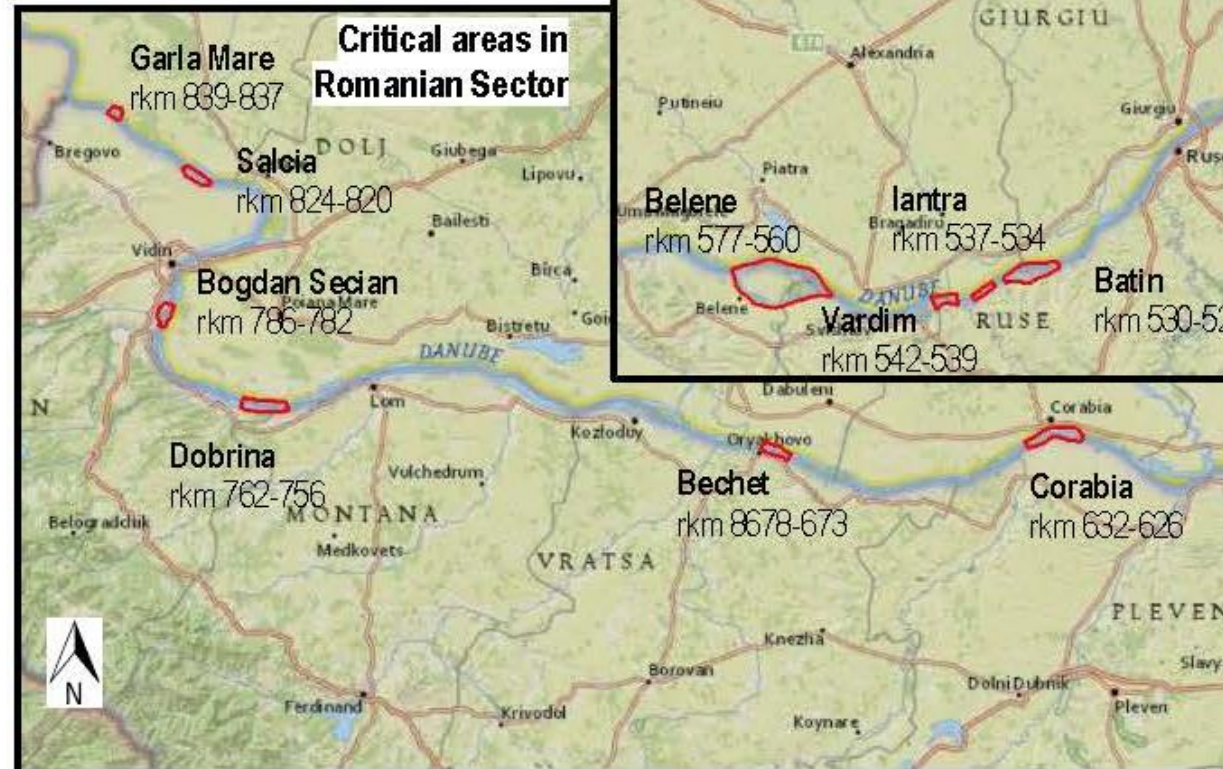 Critical areas in
Romanian Sector
Garla Mare
rkm 839-837
Bregovo
Salcia
rkm 824-820
DOLJ
Giubega
Lipovu
Bailesti
Vidin
Bogdan Secian
rkm 786-782
Poiana Mare
Birca
Bistretu
DANUBE
Lom
Dobrina
rkm 762-756
N
Vulchedrum
Belogradchik
MONTANA
Medkovets
Kozloduy
Oryakhovo
Dabuleni
Corabia
Bechet
rkm 8678-673
Corabia
rkm 632-626
VRATSA
PLEVEN
Knezha
Borovan
Dolni Dubnik
Slavy
Pleven
Ferdinand
Krivodol
Koynare
N
GIURGIU
Alexandria
Putineiu
Giurgiu
Piatra
Belene
rkm 577-560
Iantra
Bragadiru
rkm 537-534
Belene
DANUBE
Vardim
rkm 542-539
RUSE
Batin